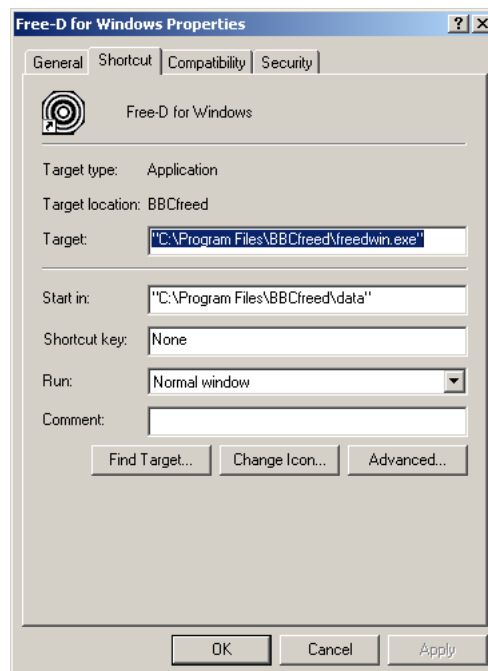 Free-D for Windows Properties
General Shortcut Compatibility Security
Free-D for Windows
Target type: Application
Target location: BBCfreed
Target: "C:\Program Files\BBCfreed\freedwin.exe"
Start in: "C:\Program Files\BBCfreed\data"
Shortcut key: None
Run: Normal window
Comment:
Find Target... Change Icon... Advanced...
OK Cancel Apply